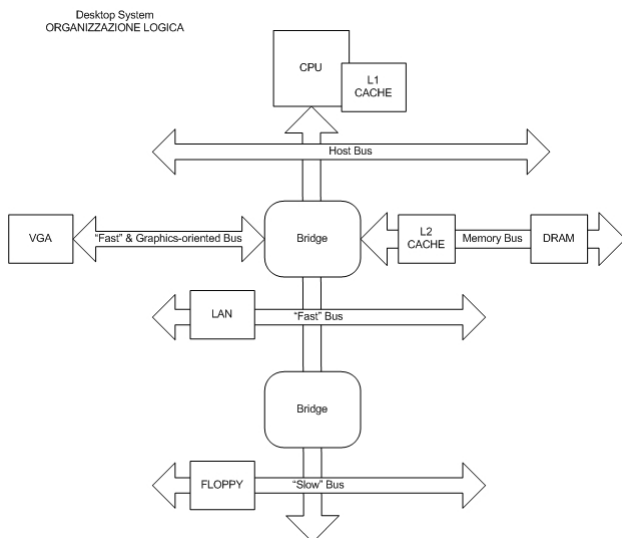 Desktop System
ORGANIZZAZIONE LOGICA
CPU
L1
CACHE
Host Bus
VGA
"Fast" & Graphics-oriented Bus
Bridge
L2
CACHE
Memory Bus
DRAM
LAN
"Fast" Bus
Bridge
FLOPPY
"Slow" Bus